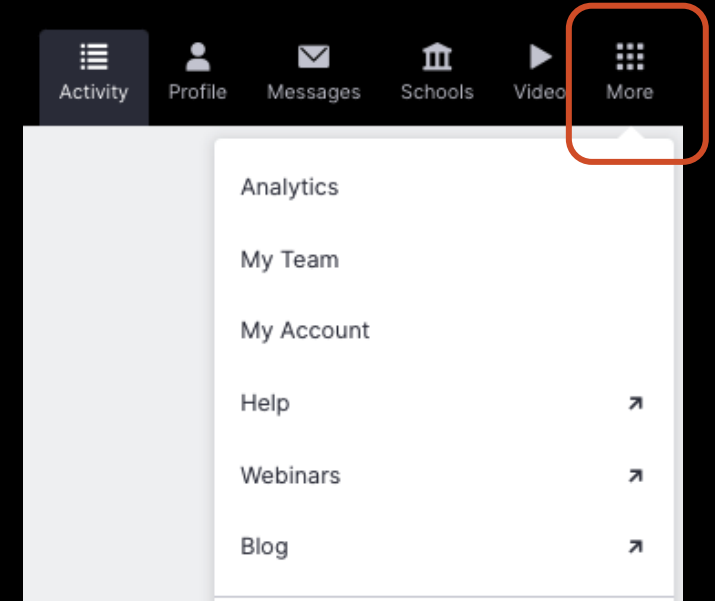 Activity Profile Messages Schools Video More
Analytics
My Team
My Account
Help
Webinars
Blog